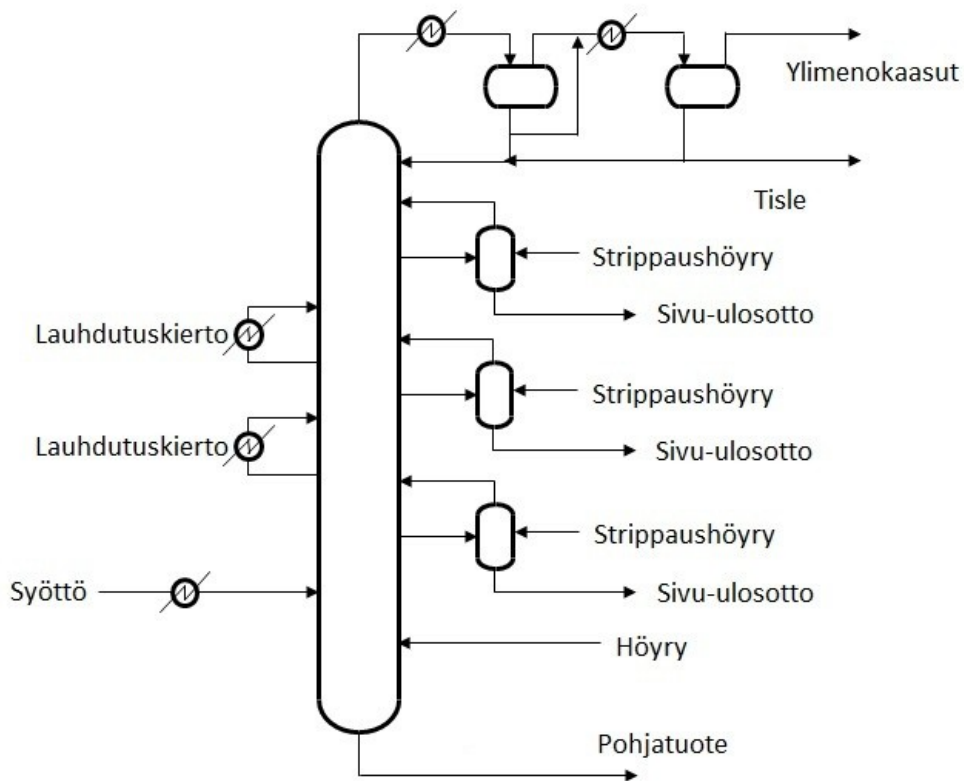 Ylimenokaasut
Tisle
Strippaushöyry
Sivu-ulosotto
Lauhdutuskierto
Strippaushöyry
Lauhdutuskierto
Sivu-ulosotto
Strippaushöyry
Syöttö
Sivu-ulosotto
Höyry
Pohjatuote